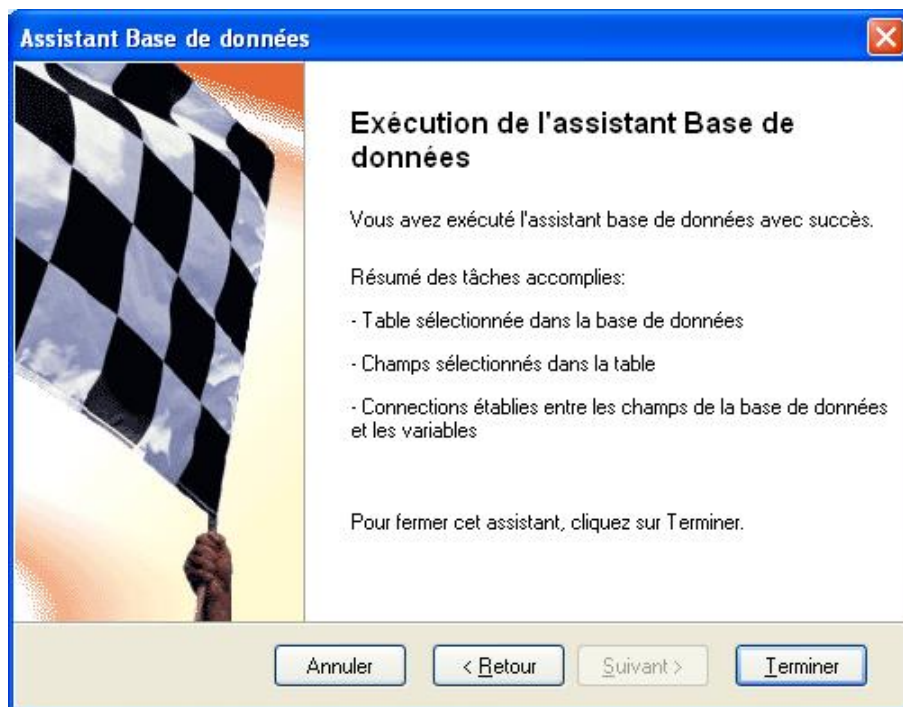 Assistant Base de données
Exécution de l'assistant Base de
données
Vous avez exécuté l'assistant base de données avec succès.
Résumé des tâches accomplies:
- Table sélectionnée dans la base de données
- Champs sélectionnés dans la table
- Connections établies entre les champs de la base de données
et les variables
Pour fermer cet assistant, cliquez sur Terminer.
Annuler
< Retour
Suivant >
Terminer